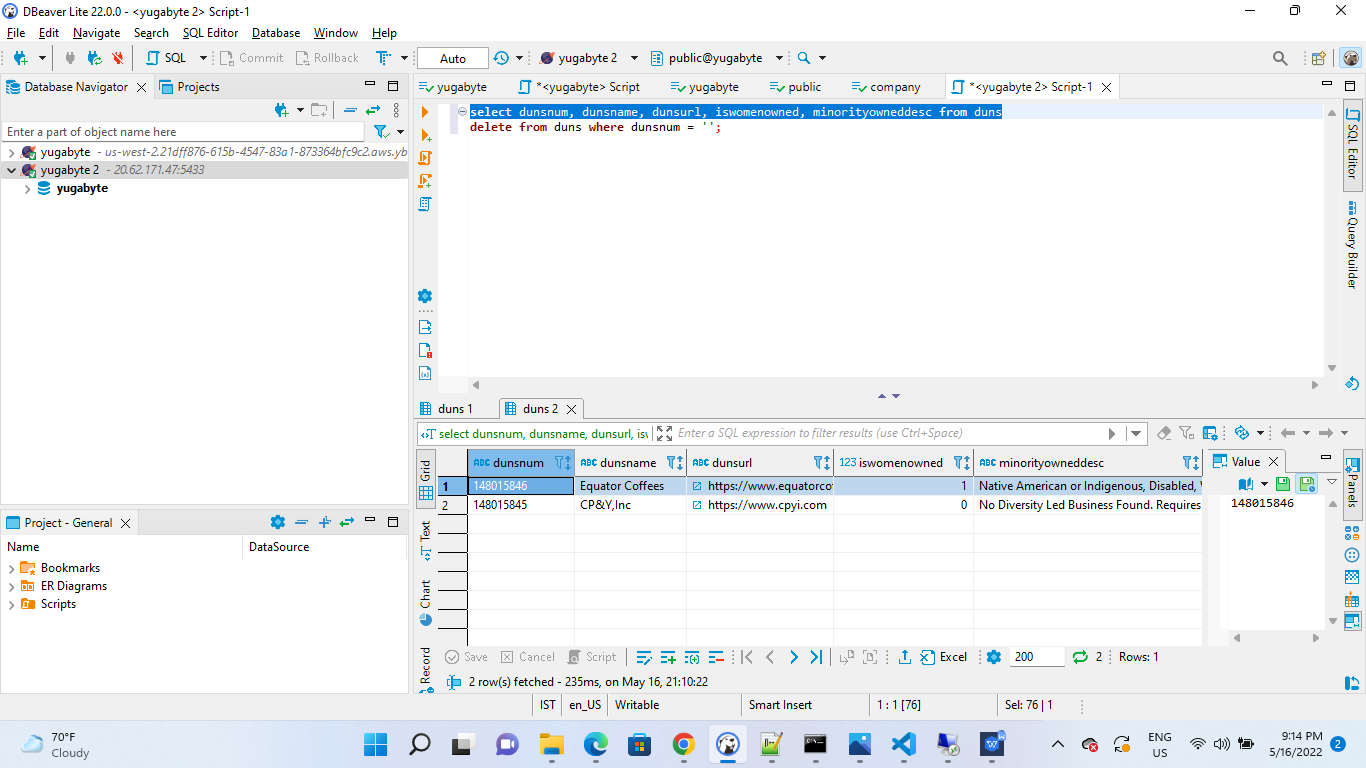 DBeaver Lite 22.0.0 - <yugabyte 2> Script-1
File Edit Navigate Search SQL Editor Database Window Help
SQL Commit Rollback Auto yugabyte 2 public@yugabyte
Database Navigator Projects
Enter a part of object name here
yugabyte - us-west-2.21dff876-615b-4547-83a1-873364bfc9c2.aws.yb
yugabyte 2 - 20.62.171.47:5433
yugabyte
yugabyte *<yugabyte> Script yugabyte public company *<yugabyte 2> Script-1
select dunsnum, dunsname, dunsurl, iswomenowned, minorityowneddesc from duns
delete from duns where dunsnum = '';
SQL Editor
Query Builder
Project - General
Name DataSource
Bookmarks
ER Diagrams
Scripts
duns 1 duns 2
select dunsnum, dunsname, dunsurl, isw Enter a SQL expression to filter results (use Ctrl+Space)
Grid
Text
Chart
Record
ABC dunsnum ABC dunsname ABC dunsurl 123 iswomenowned ABC minorityowneddesc
1 148015846 Equator Coffees https://www.equatorco 1 Native American or Indigenous, Disabled,
2 148015845 CP&Y,Inc https://www.cpyi.com 0 No Diversity Led Business Found. Requires
Value
148015846
Panels
Save Cancel Script Excel 200 2 Rows: 1
2 row(s) fetched - 235ms, on May 16, 21:10:22
IST en_US Writable Smart Insert 1 : 1 [76] Sel: 76 | 1
70°F
Cloudy
ENG
US
9:14 PM
5/16/2022
2